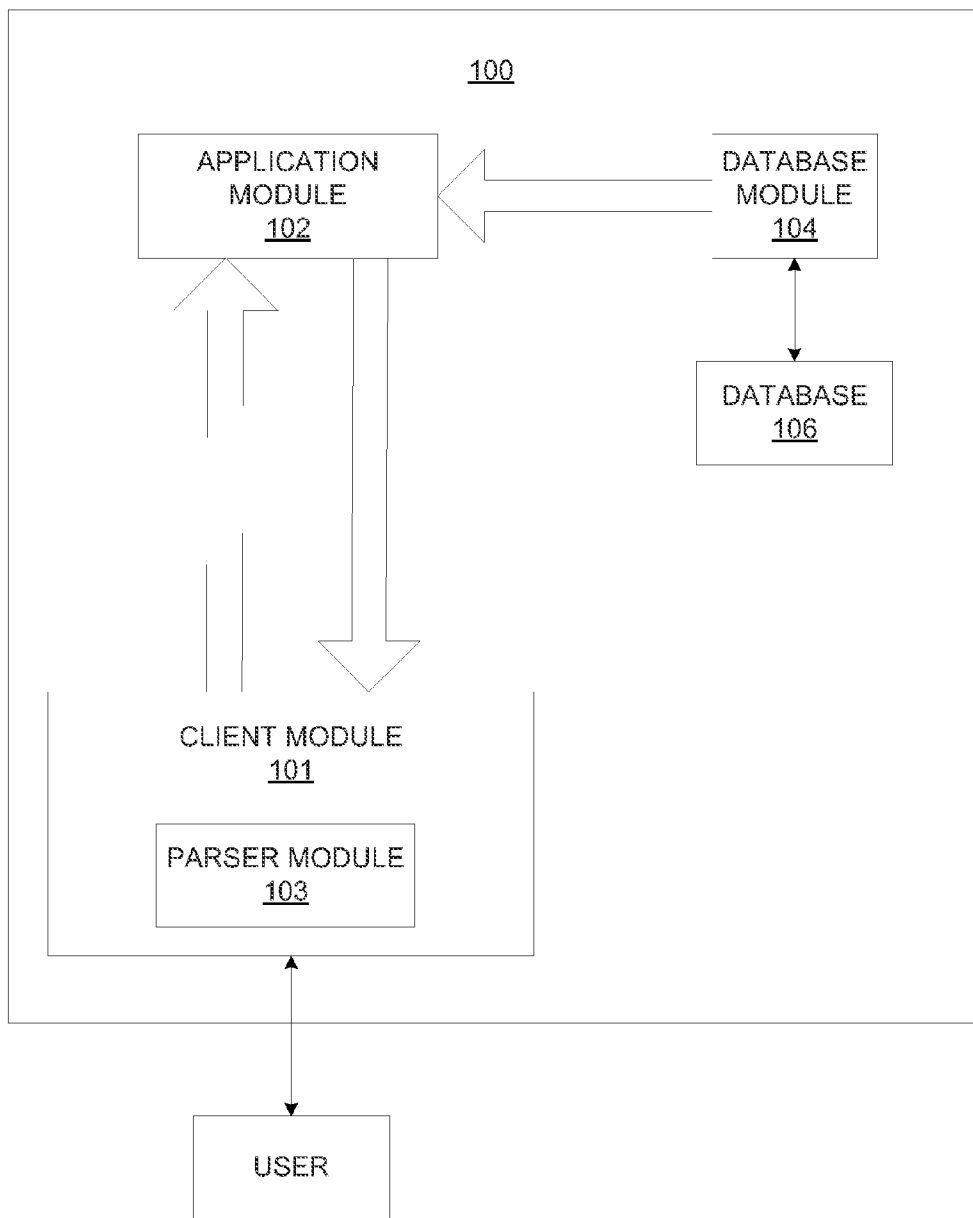 100
APPLICATION
MODULE
102
DATABASE
MODULE
104
DATABASE
106
CLIENT MODULE
101
PARSER MODULE
103
USER